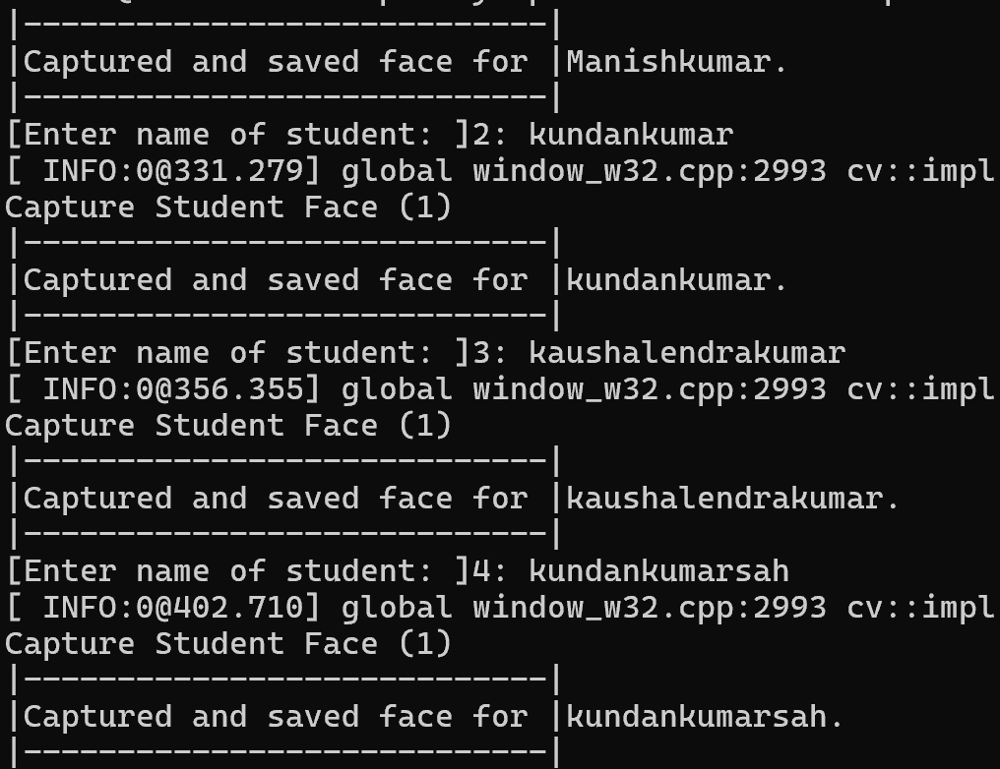 |----------------------------|
|Captured and saved face for |Manishkumar.
|----------------------------|
[Enter name of student: ]2: kundankumar
[ INFO:0@331.279] global window_w32.cpp:2993 cv::impl
Capture Student Face (1)
|----------------------------|
|Captured and saved face for |kundankumar.
|----------------------------|
[Enter name of student: ]3: kaushalendrakumar
[ INFO:0@356.355] global window_w32.cpp:2993 cv::impl
Capture Student Face (1)
|----------------------------|
|Captured and saved face for |kaushalendrakumar.
|----------------------------|
[Enter name of student: ]4: kundankumarsah
[ INFO:0@402.710] global window_w32.cpp:2993 cv::impl
Capture Student Face (1)
|----------------------------|
|Captured and saved face for |kundankumarsah.
|----------------------------|